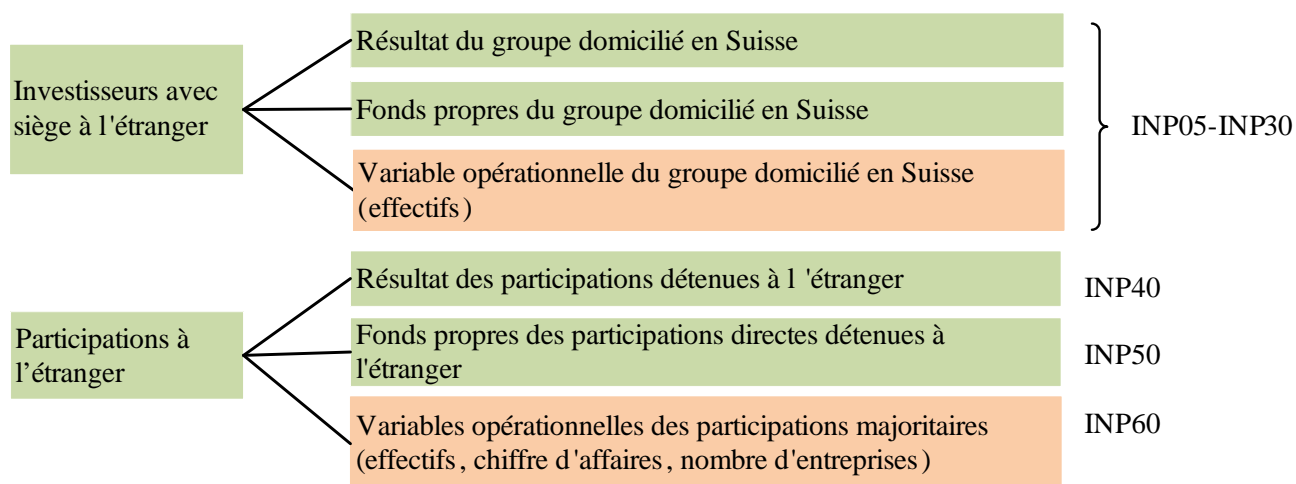 Investisseurs avec
siège à l'étranger
Résultat du groupe domicilié en Suisse
Fonds propres du groupe domicilié en Suisse
Variable opérationnelle du groupe domicilié en Suisse
(effectifs)
INP05-INP30
Participations à
l’étranger
Résultat des participations détenues à l 'étranger
INP40
Fonds propres des participations directes détenues à
l'étranger
INP50
Variables opérationnelles des participations majoritaires
(effectifs, chiffre d'affaires, nombre d'entreprises)
INP60